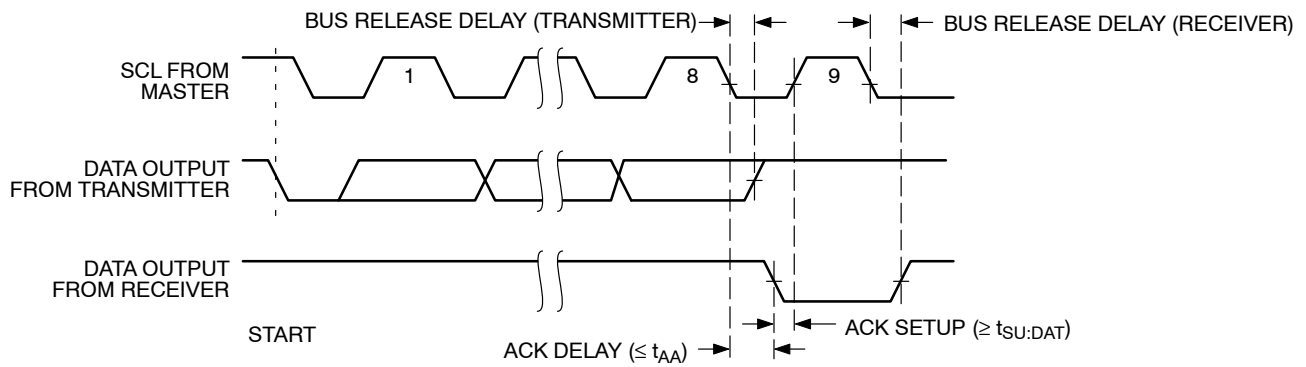 BUS RELEASE DELAY (TRANSMITTER)
BUS RELEASE DELAY (RECEIVER)
SCL FROM
MASTER
1
8
9
DATA OUTPUT
FROM TRANSMITTER
DATA OUTPUT
FROM RECEIVER
START
ACK SETUP (≥ tSU:DAT)
ACK DELAY (≤ tAA)